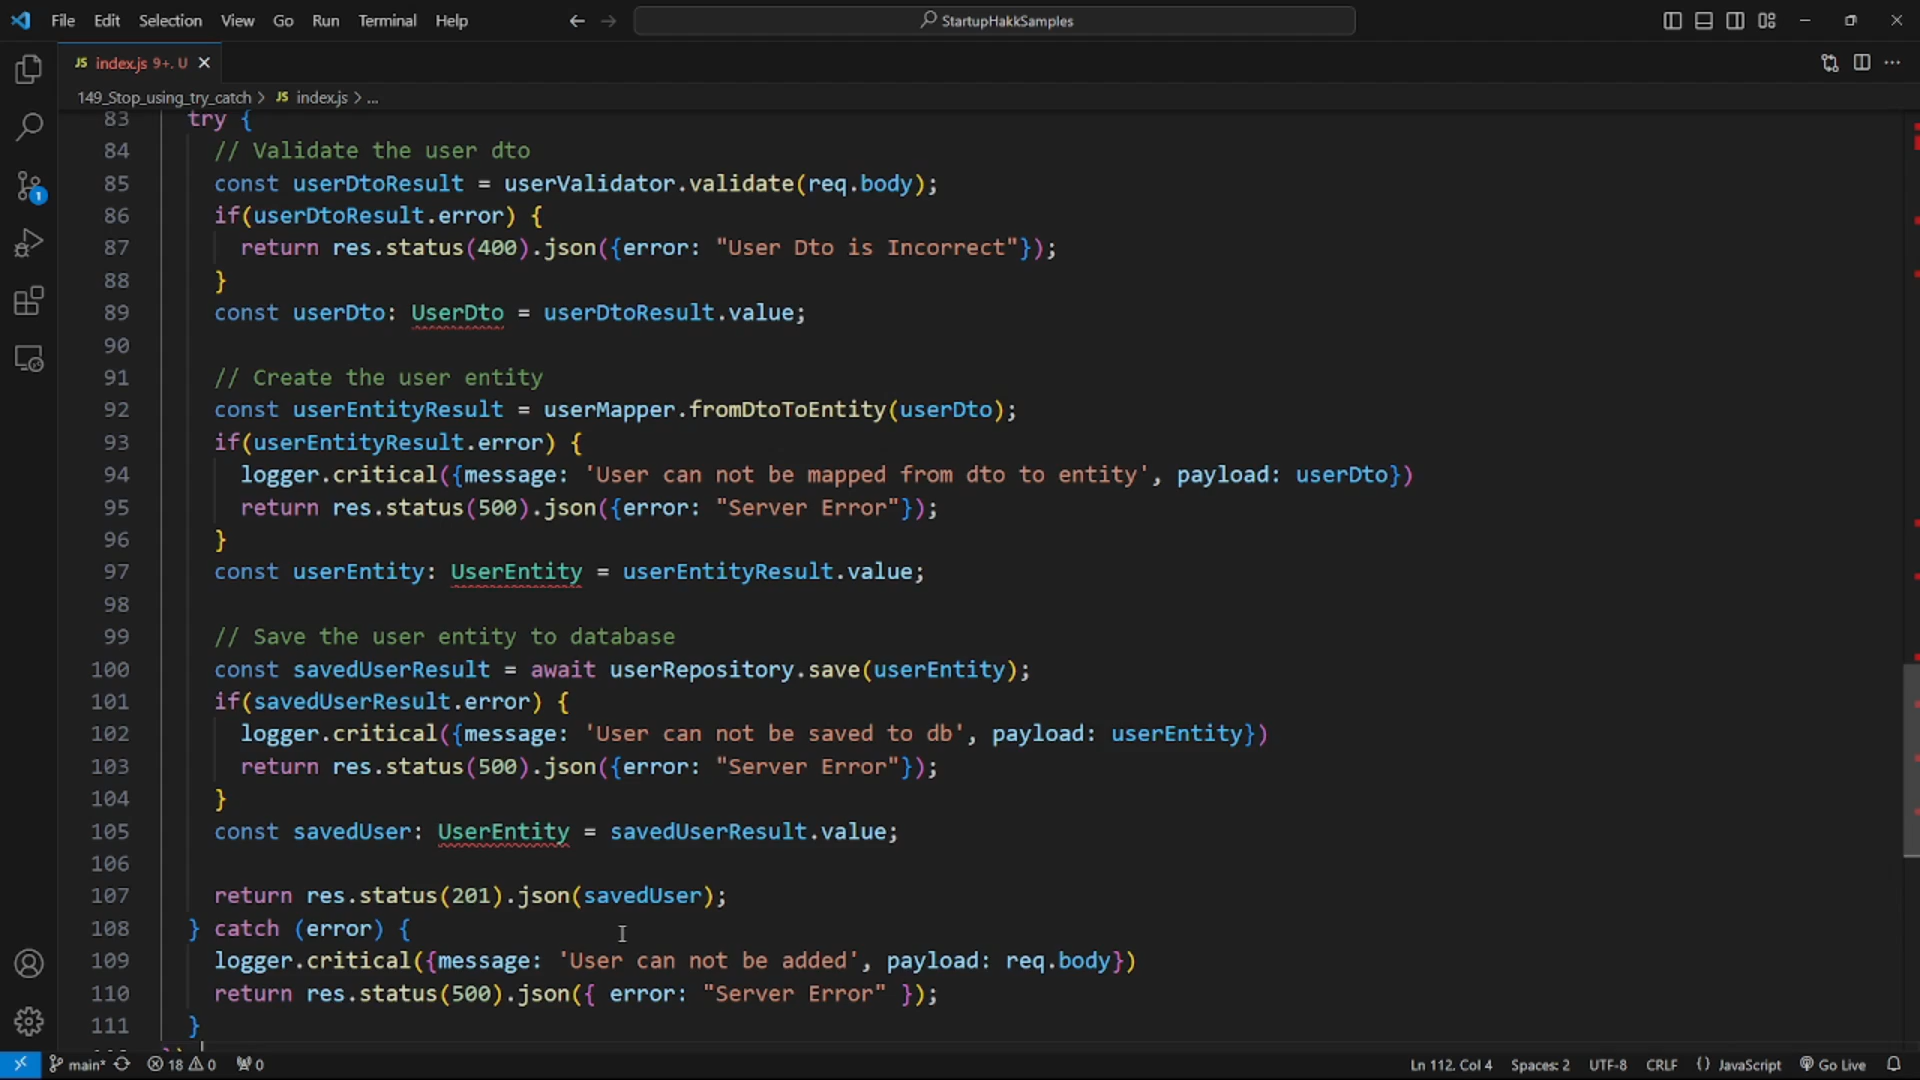 File Edit Selection View Go Run Terminal Help StartupHakkSamples
JS index.js 9+, U
149_Stop_using_try_catch > JS index.js > ...
83 try {
84 // Validate the user dto
85 const userDtoResult = userValidator.validate(req.body);
86 if(userDtoResult.error) {
87 return res.status(400).json({error: "User Dto is Incorrect"});
88 }
89 const userDto: UserDto = userDtoResult.value;
90
91 // Create the user entity
92 const userEntityResult = userMapper.fromDtoToEntity(userDto);
93 if(userEntityResult.error) {
94 logger.critical({message: 'User can not be mapped from dto to entity', payload: userDto})
95 return res.status(500).json({error: "Server Error"});
96 }
97 const userEntity: UserEntity = userEntityResult.value;
98
99 // Save the user entity to database
100 const savedUserResult = await userRepository.save(userEntity);
101 if(savedUserResult.error) {
102 logger.critical({message: 'User can not be saved to db', payload: userEntity})
103 return res.status(500).json({error: "Server Error"});
104 }
105 const savedUser: UserEntity = savedUserResult.value;
106
107 return res.status(201).json(savedUser);
108 } catch (error) {
109 logger.critical({message: 'User can not be added', payload: req.body})
110 return res.status(500).json({ error: "Server Error" });
111 }
1
main* 18 0 0 Ln 112, Col 4 Spaces: 2 UTF-8 CRLF {} JavaScript Go Live